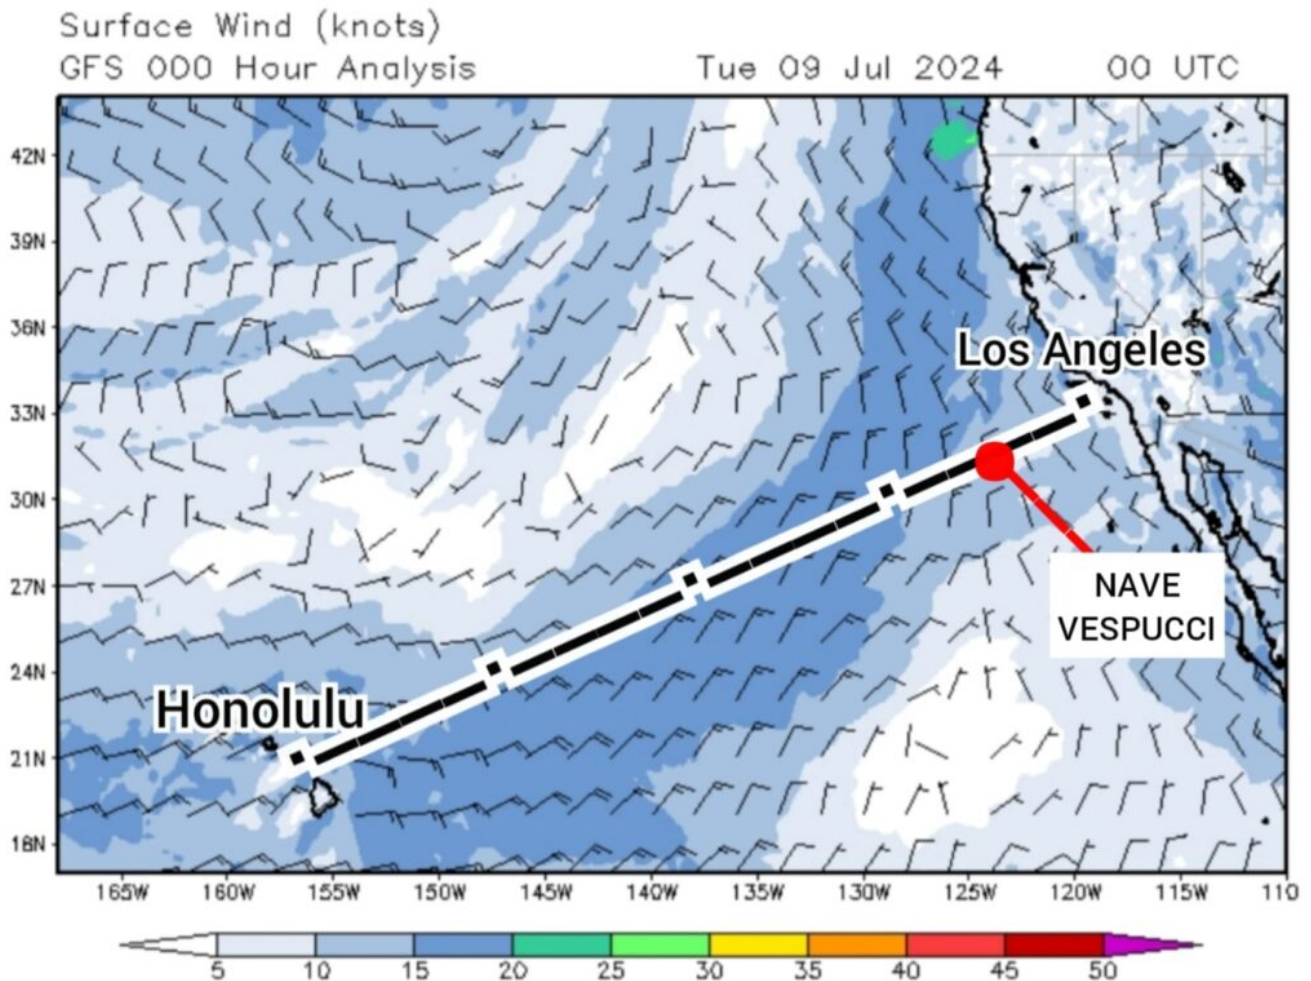 Surface Wind (knots)
GFS 000 Hour Analysis Tue 09 Jul 2024 00 UTC
42N
39N
36N
Los Angeles
33N
30N
27N
NAVE
VESPUCCI
24N
Honolulu
21N
18N
165W 160W 155W 150W 145W 140W 135W 130W 125W 120W 115W 110
5 10 15 20 25 30 35 40 45 50